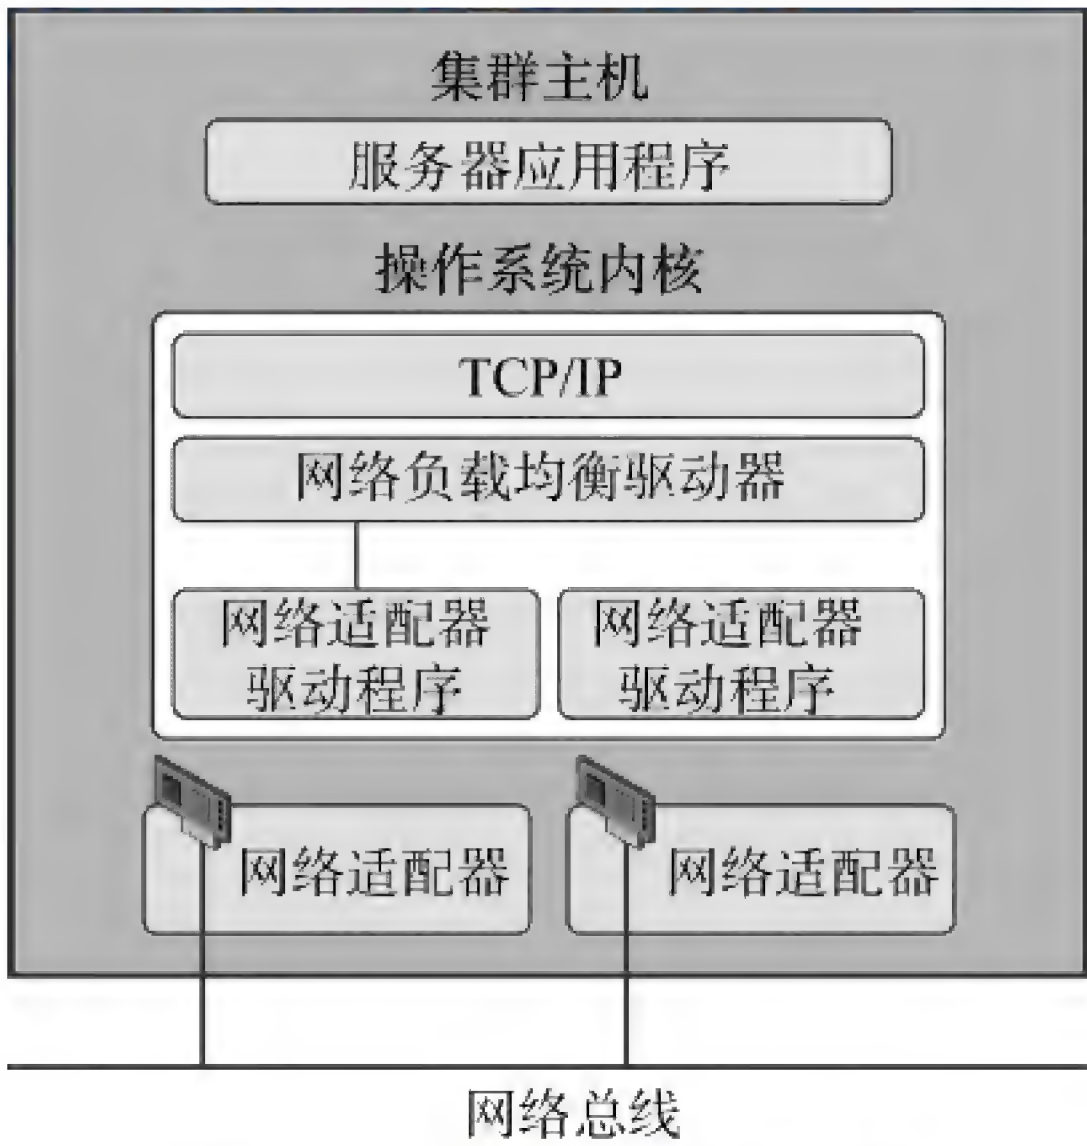 集群主机
服务器应用程序
操作系统内核
TCP/IP
网络负载均衡驱动器
网络适配器
驱动程序
网络适配器
驱动程序
网络适配器
网络适配器
网络总线